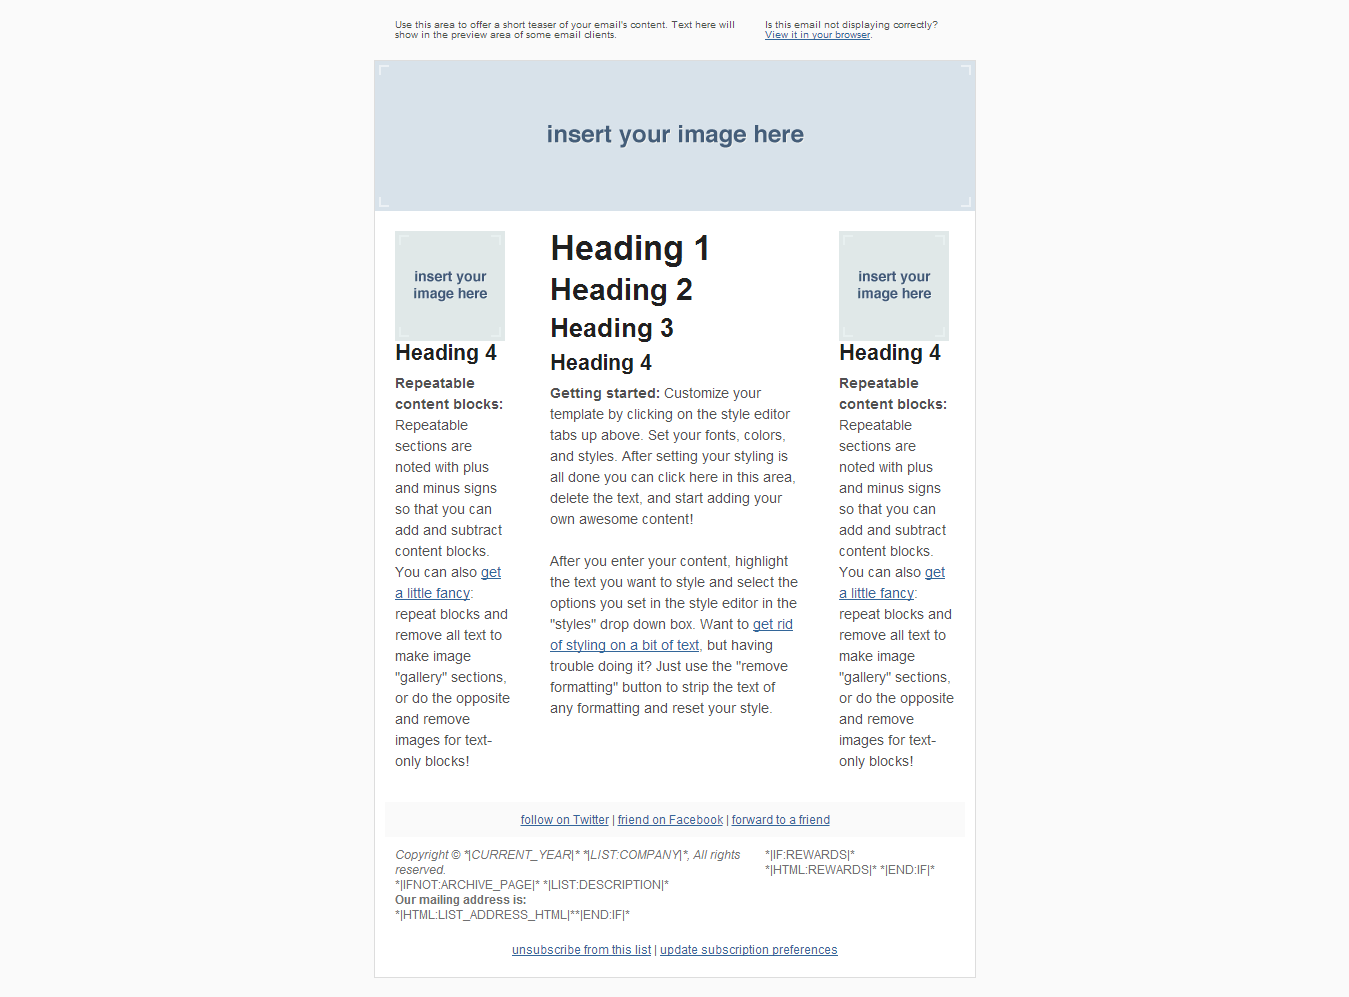 Use this area to offer a short teaser of your email's content. Text here will
show in the preview area of some email clients.
Is this email not displaying correctly?
View it in your browser.
insert your image here
insert your
image here
Heading 4
Repeatable
content blocks:
Repeatable
sections are
noted with plus
and minus signs
so that you can
add and subtract
content blocks.
You can also get
a little fancy:
repeat blocks and
remove all text to
make image
"gallery" sections,
or do the opposite
and remove
images for text-
only blocks!
Heading 1
Heading 2
Heading 3
Heading 4
Getting started: Customize your
template by clicking on the style editor
tabs up above. Set your fonts, colors,
and styles. After setting your styling is
all done you can click here in this area,
delete the text, and start adding your
own awesome content!
After you enter your content, highlight
the text you want to style and select the
options you set in the style editor in the
"styles" drop down box. Want to get rid
of styling on a bit of text, but having
trouble doing it? Just use the "remove
formatting" button to strip the text of
any formatting and reset your style.
insert your
image here
Heading 4
Repeatable
content blocks:
Repeatable
sections are
noted with plus
and minus signs
so that you can
add and subtract
content blocks.
You can also get
a little fancy:
repeat blocks and
remove all text to
make image
"gallery" sections,
or do the opposite
and remove
images for text-
only blocks!
follow on Twitter | friend on Facebook | forward to a friend
Copyright © *|CURRENT_YEAR|* *|LIST:COMPANY|*, All rights
reserved.
*|IFNOT:ARCHIVE_PAGE|* *|LIST:DESCRIPTION|*
Our mailing address is:
*|HTML:LIST_ADDRESS_HTML|**|END:IF|*
*|IF:REWARDS|*
*|HTML:REWARDS|* *|END:IF|*
unsubscribe from this list | update subscription preferences